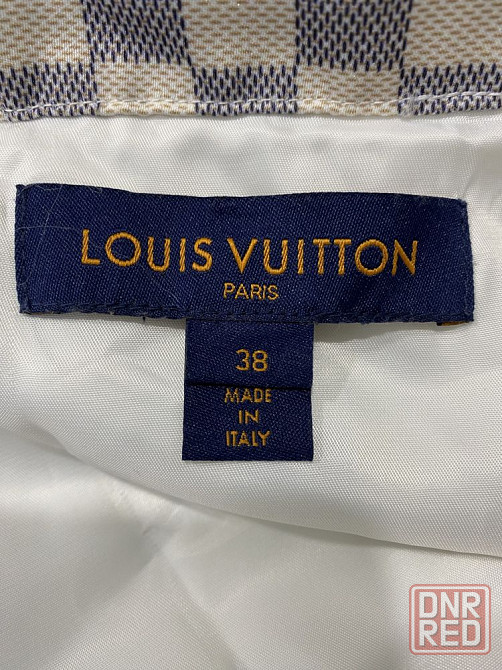 LOUIS VUITTON
PARIS
38
MADE
IN
ITALY
DNR
RED